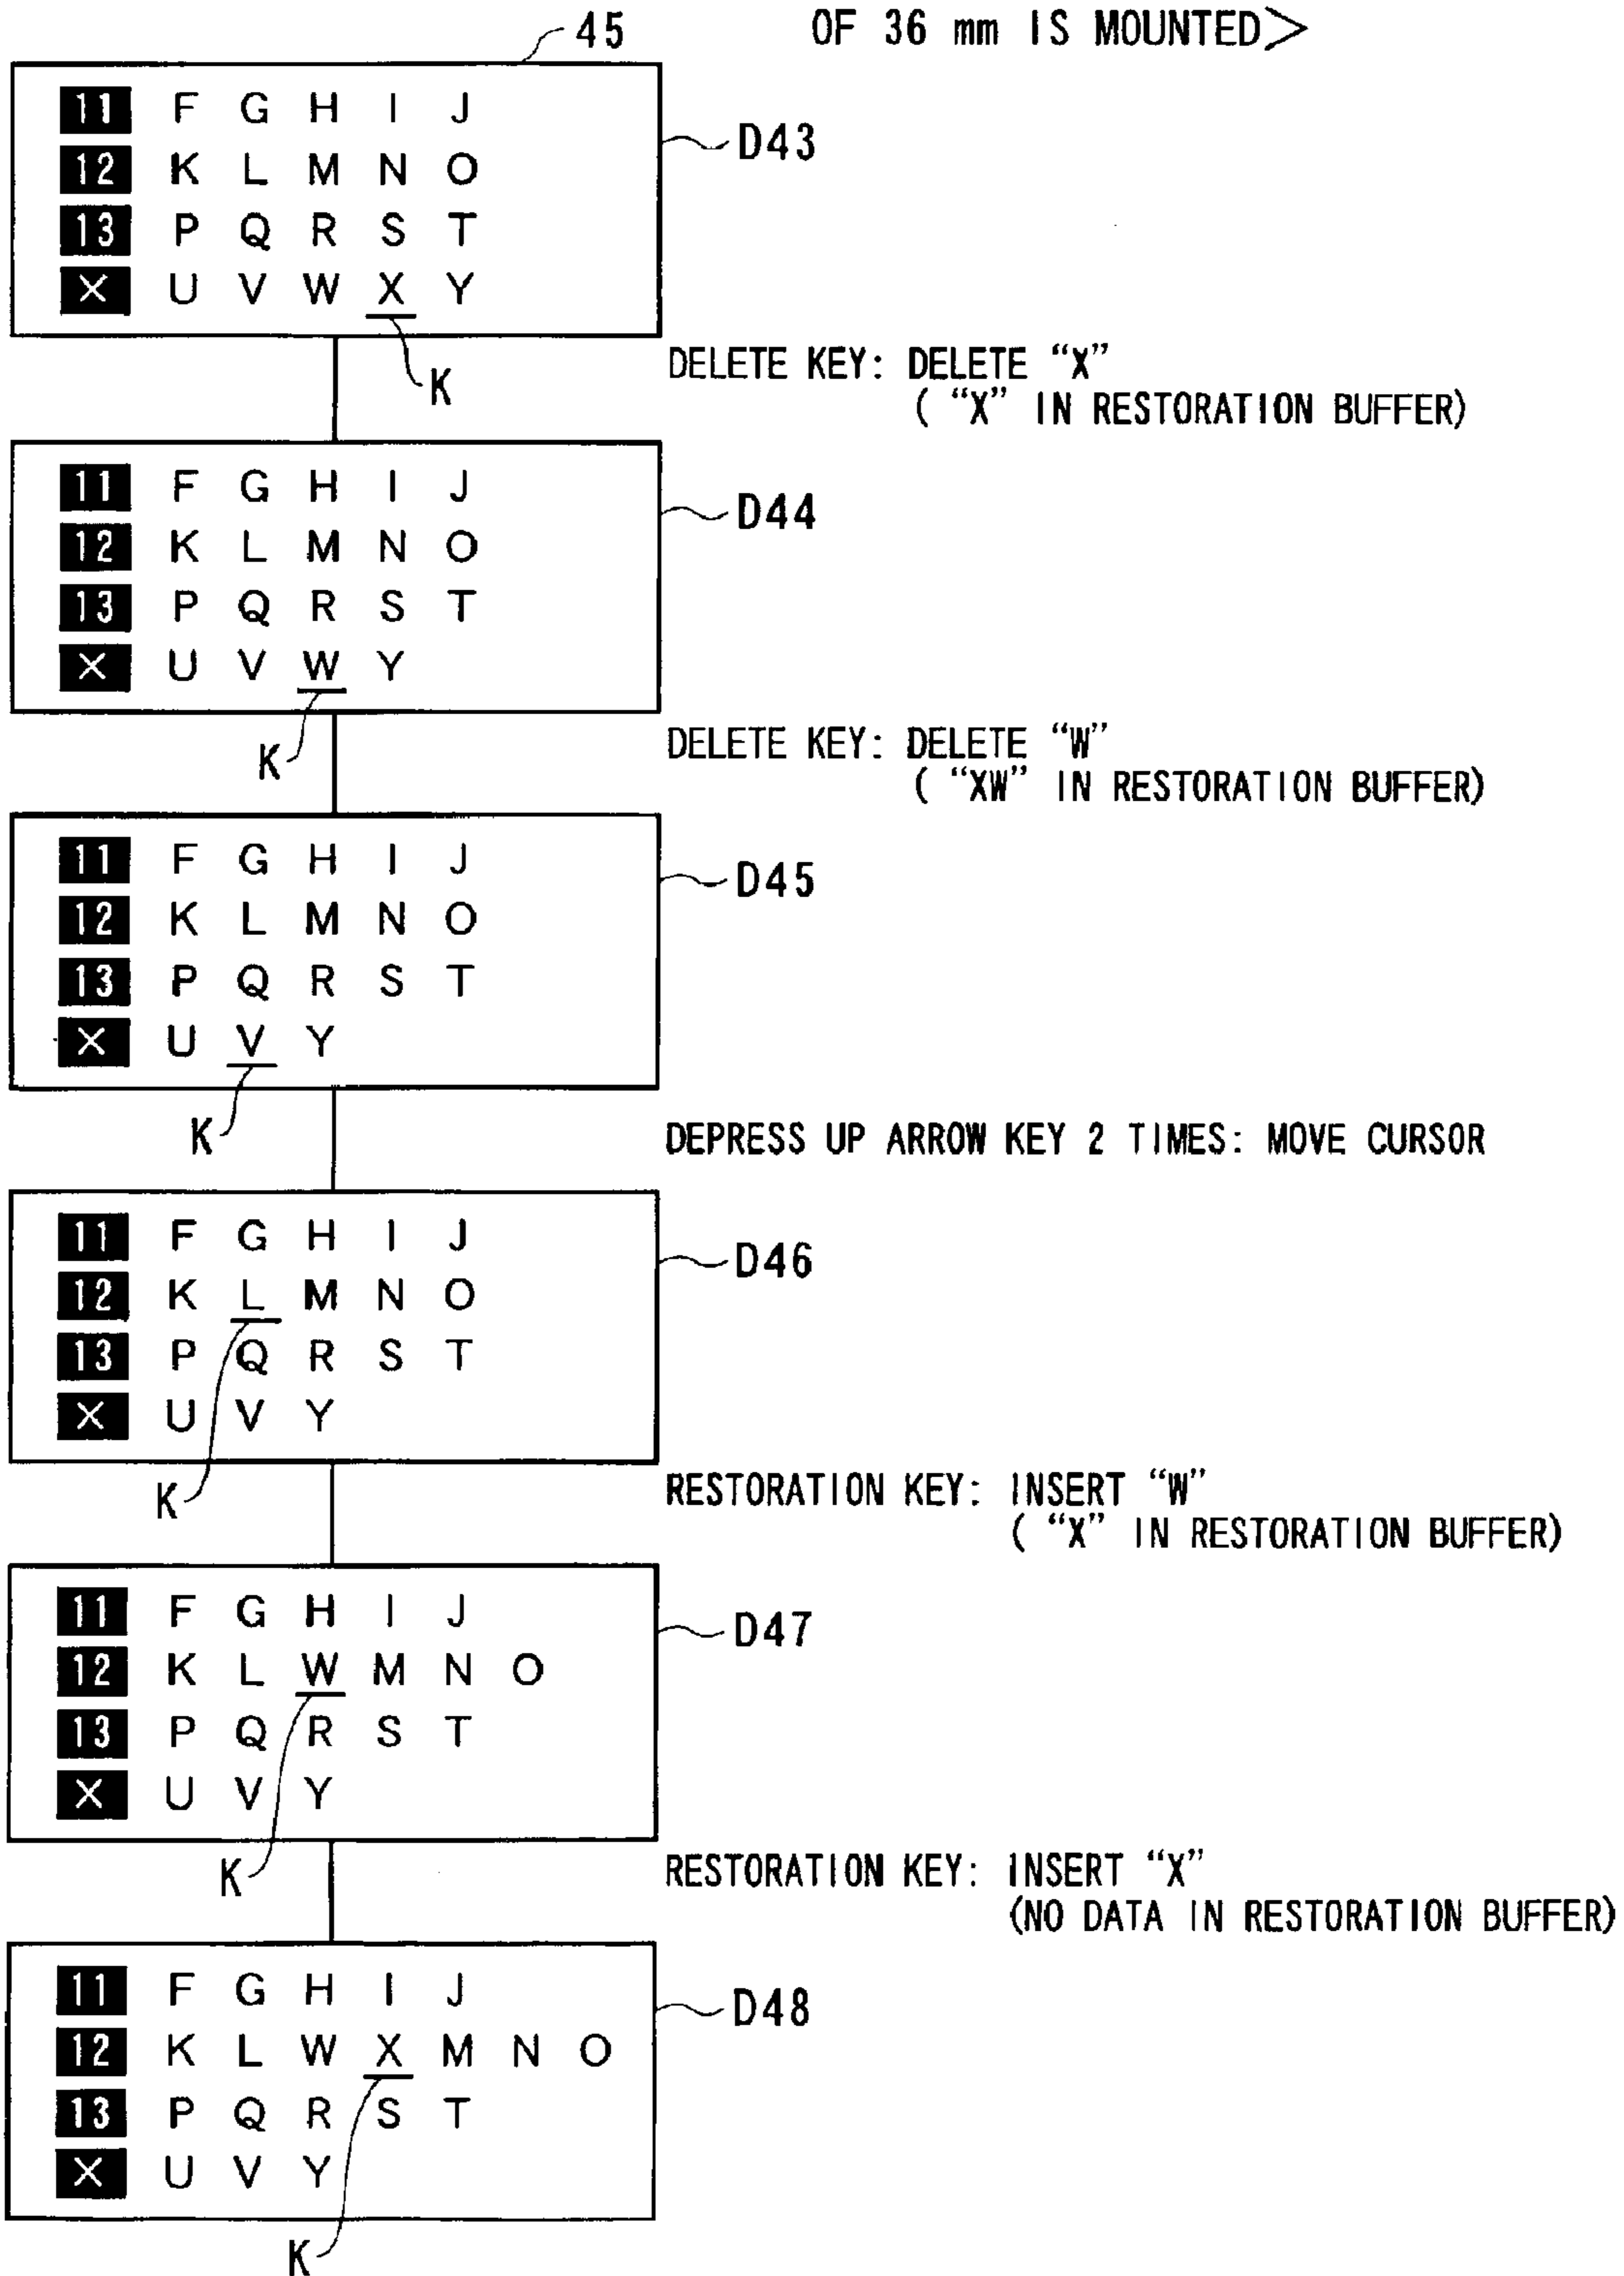 OF 36 mm IS MOUNTED>
45
11 F G H I J
12 K L M N O
13 P Q R S T
X U V W X Y
D43
K
DELETE KEY: DELETE “X”
( “X” IN RESTORATION BUFFER)
11 F G H I J
12 K L M N O
13 P Q R S T
X U V W Y
D44
K
DELETE KEY: DELETE “W”
( “XW” IN RESTORATION BUFFER)
11 F G H I J
12 K L M N O
13 P Q R S T
X U V Y
D45
K
DEPRESS UP ARROW KEY 2 TIMES: MOVE CURSOR
11 F G H I J
12 K L M N O
13 P Q R S T
X U V Y
D46
K
RESTORATION KEY: INSERT “W”
( “X” IN RESTORATION BUFFER)
11 F G H I J
12 K L W M N O
13 P Q R S T
X U V Y
D47
K
RESTORATION KEY: INSERT “X”
(NO DATA IN RESTORATION BUFFER)
11 F G H I J
12 K L W X M N O
13 P Q R S T
X U V Y
D48
K